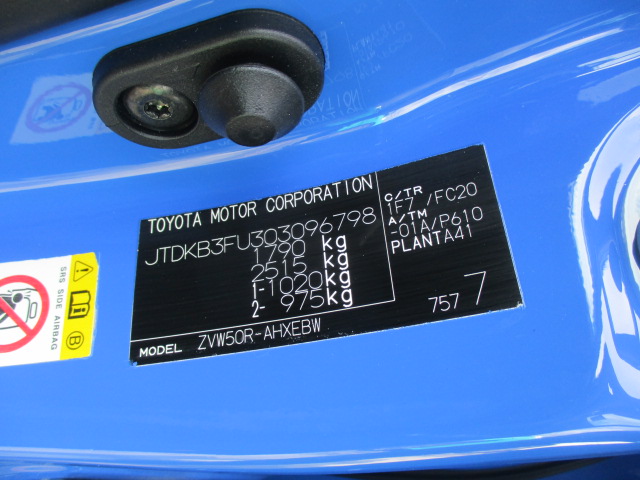 TOYOTA MOTOR CORPORATION
JTDKB3FU303096798
1790 kg
2515 kg
1-1020kg
2- 975kg
C/TR
1F7 /FC20
A/TM
-01A/P610
PLANTA41
757 7
MODEL ZVW50R-AHXEBW
SRS SIDE AIRBAG
B